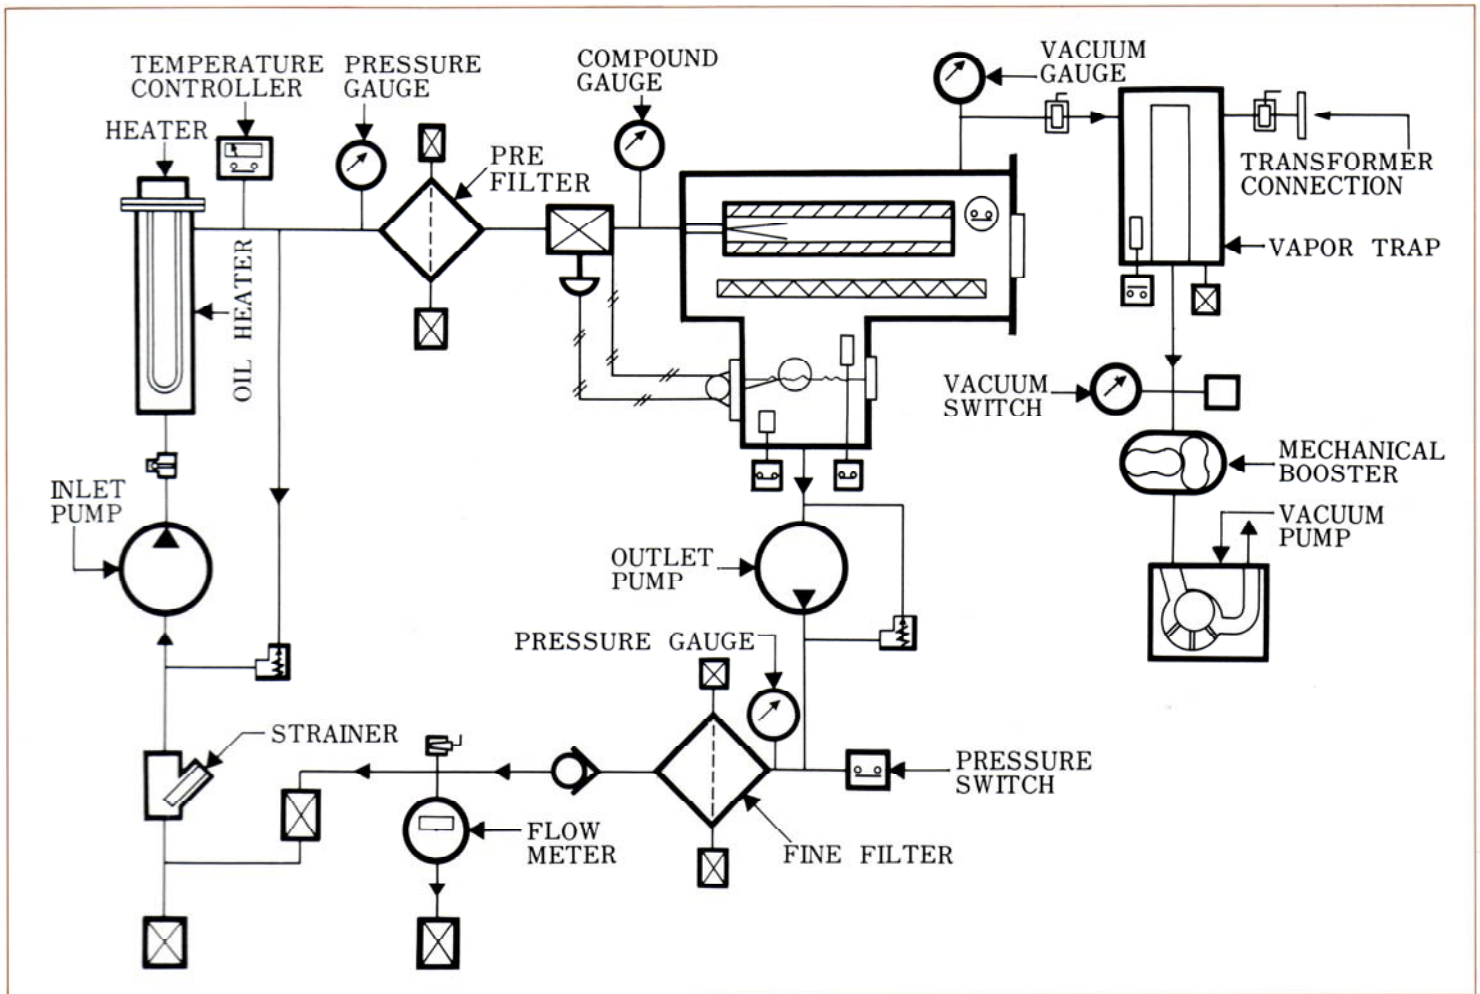 TEMPERATURE
CONTROLLER
PRESSURE
GAUGE
COMPOUND
GAUGE
VACUUM
GAUGE
HEATER
PRE
FILTER
TRANSFORMER
CONNECTION
VAPOR TRAP
OIL HEATER
VACUUM
SWITCH
MECHANICAL
BOOSTER
INLET
PUMP
VACUUM
PUMP
OUTLET
PUMP
PRESSURE GAUGE
STRAINER
PRESSURE
SWITCH
FLOW
METER
FINE FILTER